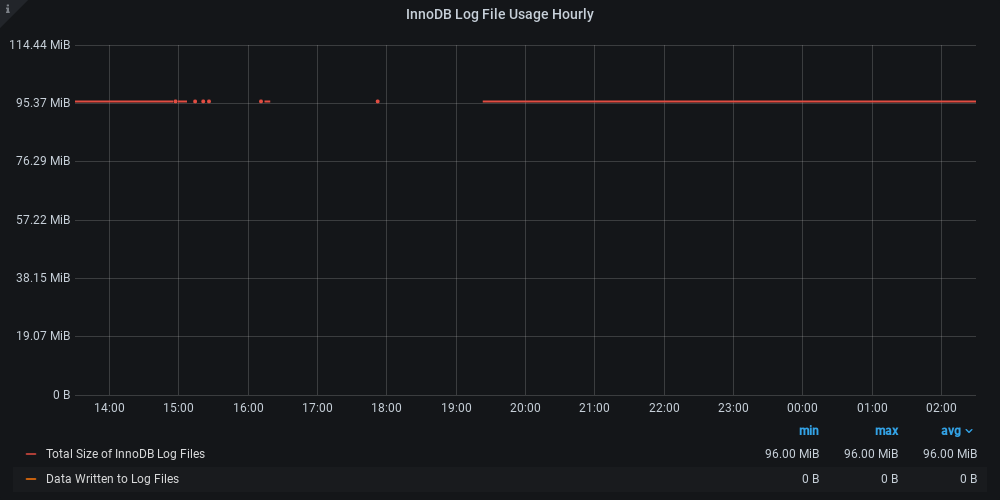 i
InnoDB Log File Usage Hourly
114.44 MiB
95.37 MiB
76.29 MiB
57.22 MiB
38.15 MiB
19.07 MiB
0 B
14:00 15:00 16:00 17:00 18:00 19:00 20:00 21:00 22:00 23:00 00:00 01:00 02:00
min max avg
Total Size of InnoDB Log Files 96.00 MiB 96.00 MiB 96.00 MiB
Data Written to Log Files 0 B 0 B 0 B